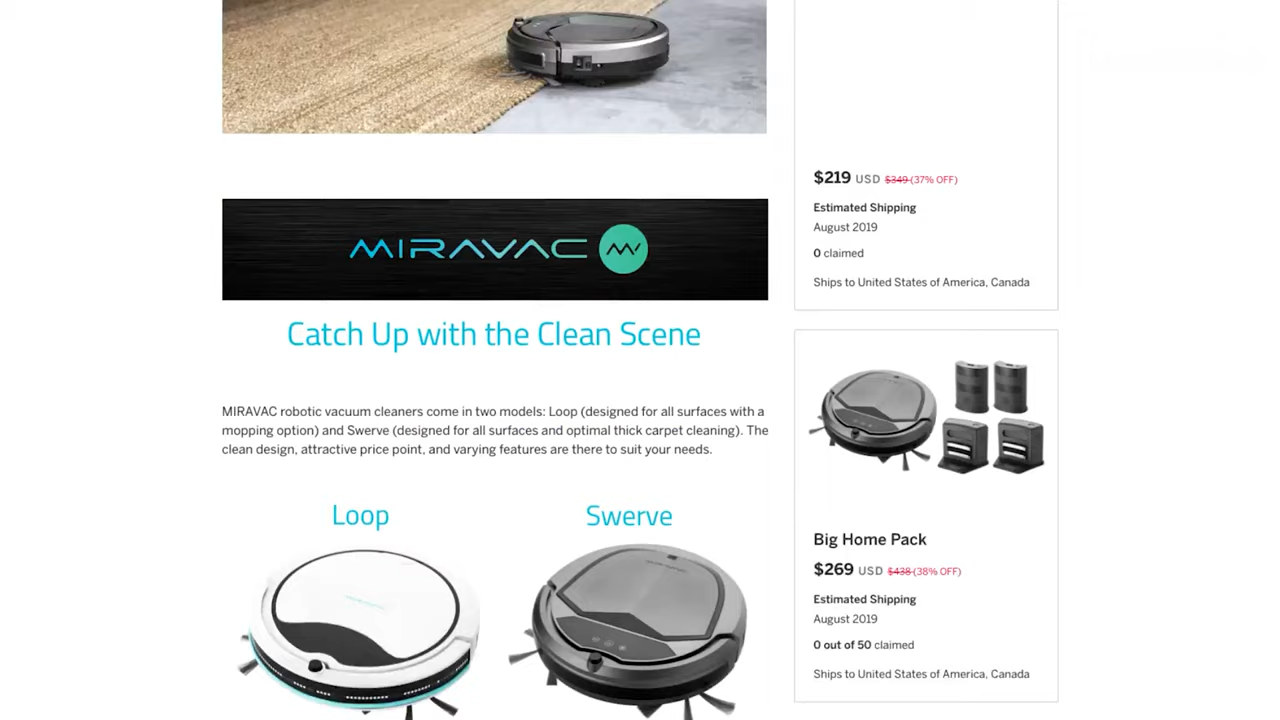 MIRAVAC
Catch Up with the Clean Scene
MIRAVAC robotic vacuum cleaners come in two models: Loop (designed for all surfaces with a
mopping option) and Swerve (designed for all surfaces and optimal thick carpet cleaning). The
clean design, attractive price point, and varying features are there to suit your needs.
Loop
Swerve
MIRAVAC
MIRAVAC
$219 USD $349 (37% OFF)
Estimated Shipping
August 2019
0 claimed
Ships to United States of America, Canada
Big Home Pack
$269 USD $438 (38% OFF)
Estimated Shipping
August 2019
0 out of 50 claimed
Ships to United States of America, Canada